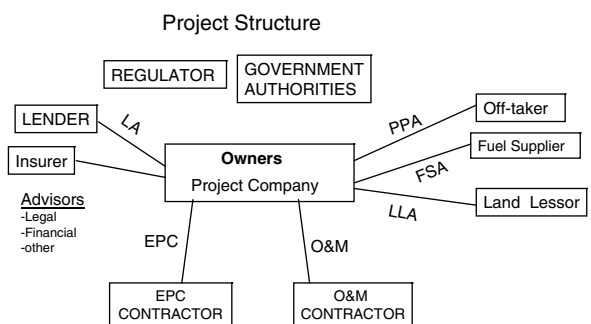 Project Structure
REGULATOR
GOVERNMENT
AUTHORITIES
LENDER
LA
PPA
Off-taker
Insurer
Owners
Project Company
FSA
Fuel Supplier
Advisors
-Legal
-Financial
-other
LLA
Land Lessor
EPC
O&M
EPC
CONTRACTOR
O&M
CONTRACTOR